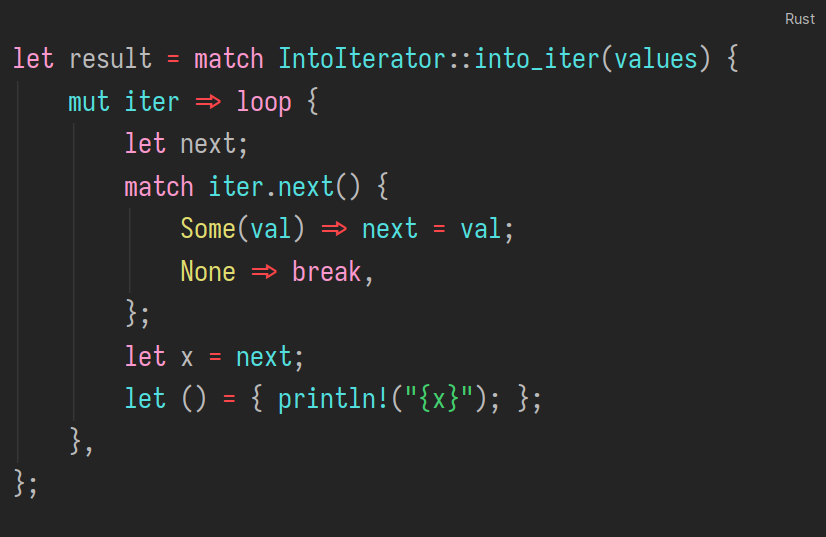 Rust
let result = match IntoIterator::into_iter(values) {
    mut iter => loop {
        let next;
        match iter.next() {
            Some(val) => next = val;
            None => break,
        };
        let x = next;
        let () = { println!("{x}"); };
    },
};